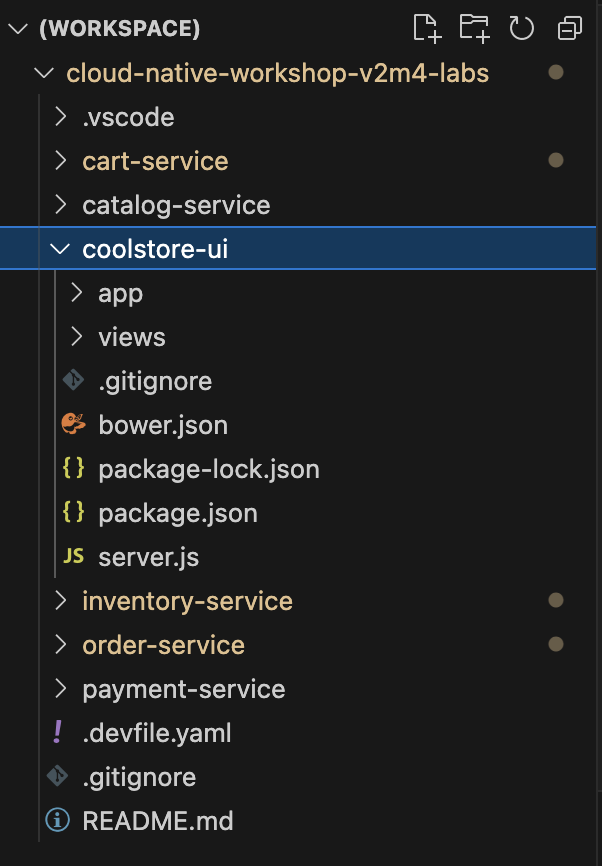 (WORKSPACE)
cloud-native-workshop-v2m4-labs
.vscode
cart-service
catalog-service
coolstore-ui
app
views
.gitignore
bower.json
{} package-lock.json
{} package.json
JS server.js
inventory-service
order-service
payment-service
! .devfile.yaml
.gitignore
README.md